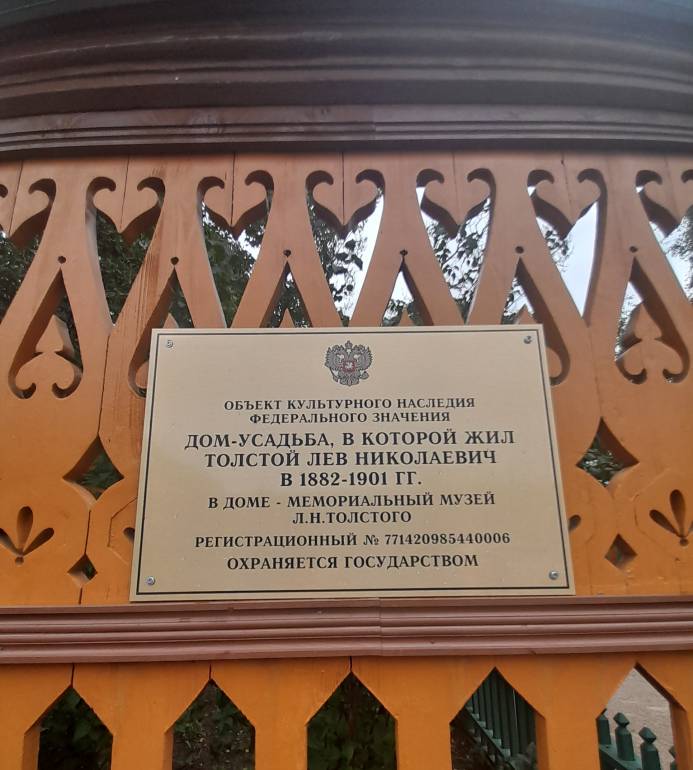 ОБЪЕКТ КУЛЬТУРНОГО НАСЛЕДИЯ
ФЕДЕРАЛЬНОГО ЗНАЧЕНИЯ
ДОМ-УСАДЬБА, В КОТОРОЙ ЖИЛ
ТОЛСТОЙ ЛЕВ НИКОЛАЕВИЧ
В 1882-1901 ГГ.
В ДОМЕ - МЕМОРИАЛЬНЫЙ МУЗЕЙ
Л.Н.ТОЛСТОГО
РЕГИСТРАЦИОННЫЙ № 771420985440006
ОХРАНЯЕТСЯ ГОСУДАРСТВОМ